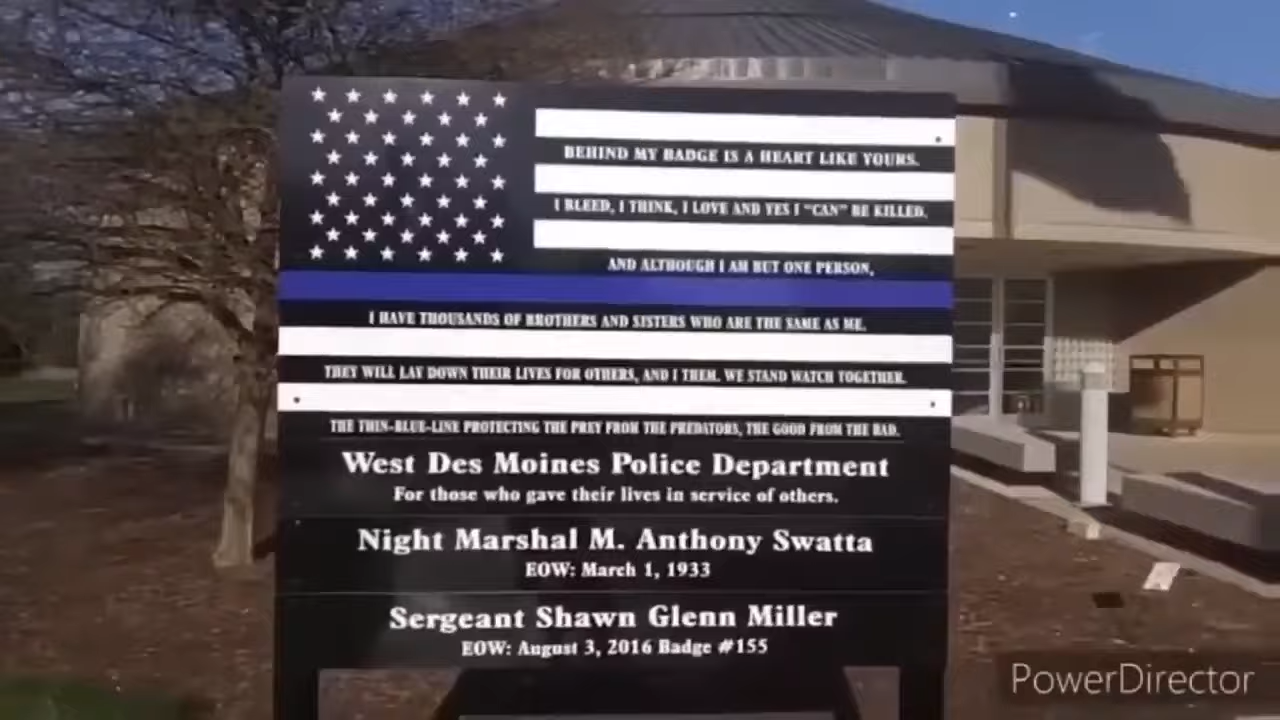 BEHIND MY BADGE IS A HEART LIKE YOURS.
I BLEED, I THINK, I LOVE AND YES I "CAN" BE KILLED.
AND ALTHOUGH I AM BUT ONE PERSON,
I HAVE THOUSANDS OF BROTHERS AND SISTERS WHO ARE THE SAME AS ME.
THEY WILL LAY DOWN THEIR LIVES FOR OTHERS, AND I THEM. WE STAND WATCH TOGETHER.
THE THIN-BLUE-LINE PROTECTING THE PREY FROM THE PREDATORS, THE GOOD FROM THE BAD.
West Des Moines Police Department
For those who gave their lives in service of others.
Night Marshal M. Anthony Swatta
EOW: March 1, 1933
Sergeant Shawn Glenn Miller
EOW: August 3, 2016 Badge #155
PowerDirector